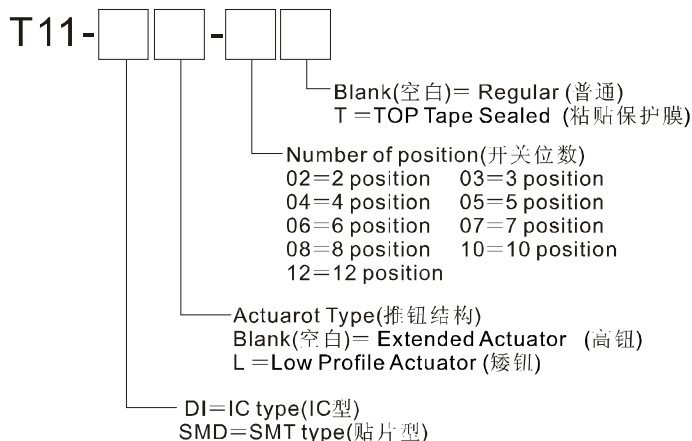 T11- -
Blank(空白)= Regular (普通)
T =TOP Tape Sealed (粘贴保护膜)
Number of position(开关位数)
02=2 position 03=3 position
04=4 position 05=5 position
06=6 position 07=7 position
08=8 position 10=10 position
12=12 position
Actuarot Type(推钮结构)
Blank(空白)= Extended Actuator (高钮)
L =Low Profile Actuator (矮钮)
DI=IC type(IC型)
SMD=SMT type(贴片型)